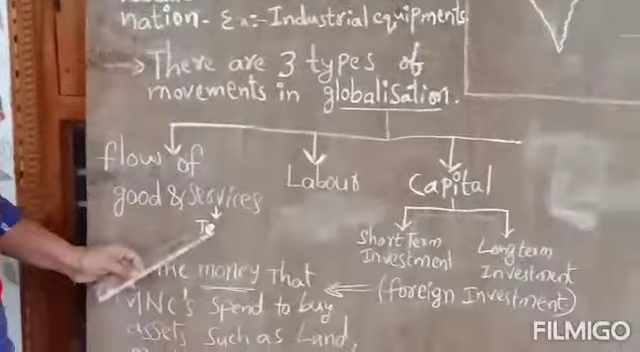 nation - Ex:- Industrial equipments.
→ There are 3 types of
movements in globalisation.
flow of
good & services
Labour
Capital
Short Term
Investment
Long term
Investment
(foreign Investment)
The money That
MNC's Spend to buy
assets Such as Land,
FILMIGO